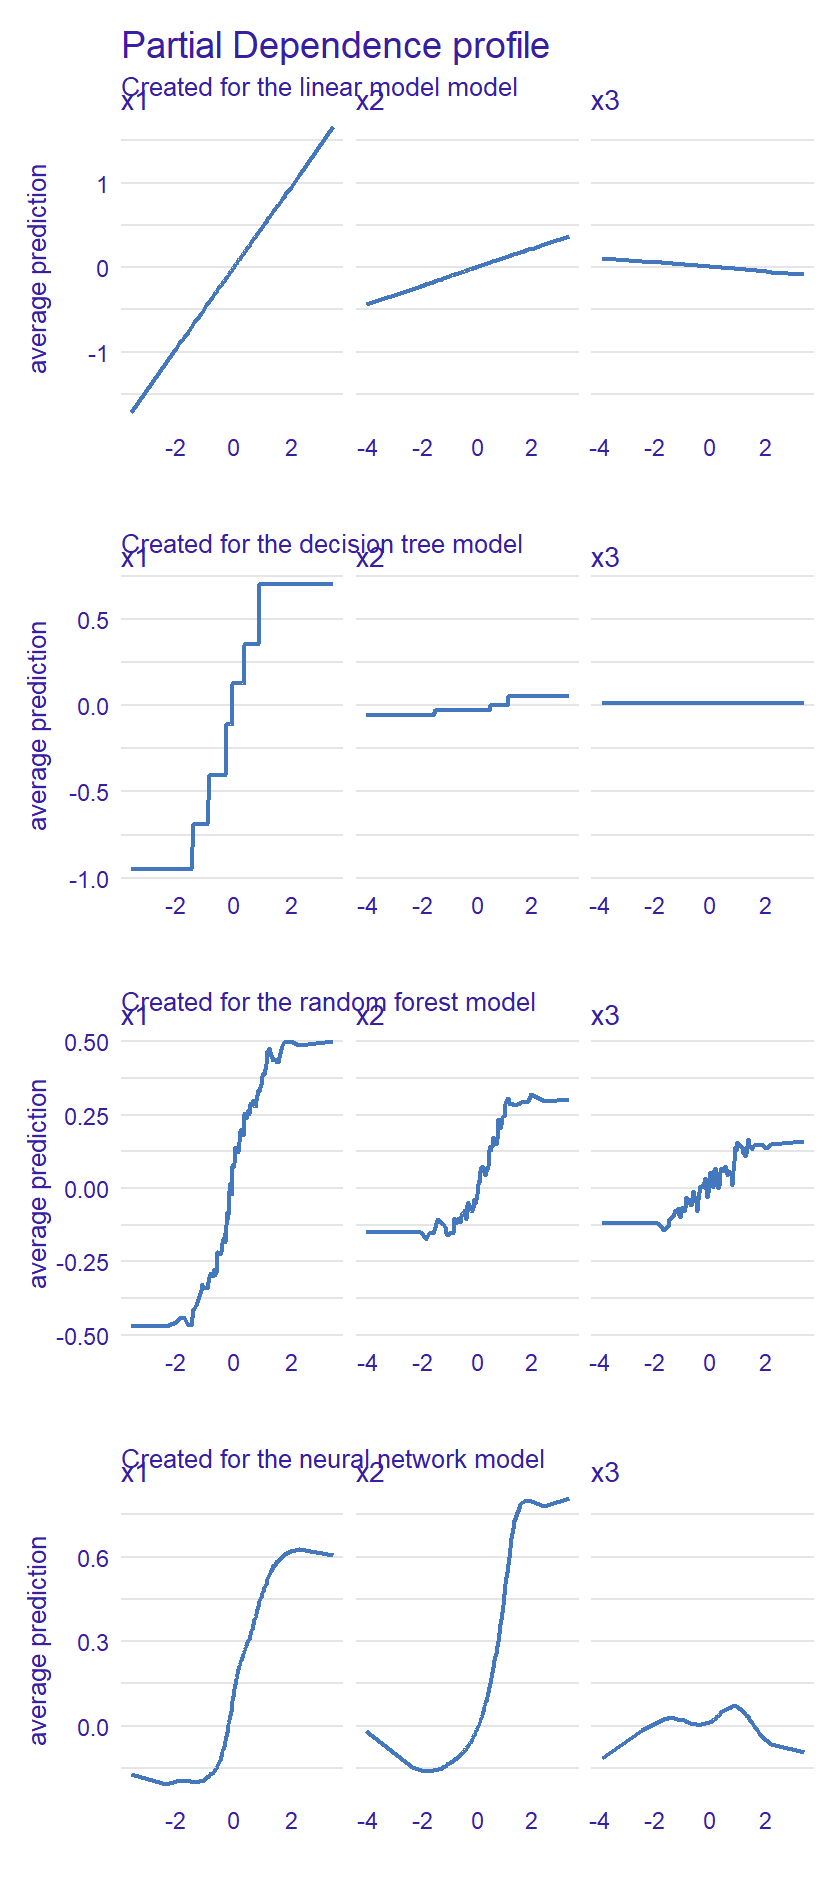 Partial Dependence profile
Created for the linear model model
x1 x2 x3
average prediction
1
0
-1
-2 0 2 -4 -2 0 2 -4 -2 0 2
Created for the decision tree model
x1 x2 x3
average prediction
0.5
0.0
-0.5
-1.0
-2 0 2 -4 -2 0 2 -4 -2 0 2
Created for the random forest model
x1 x2 x3
average prediction
0.50
0.25
0.00
-0.25
-0.50
-2 0 2 -4 -2 0 2 -4 -2 0 2
Created for the neural network model
x1 x2 x3
average prediction
0.6
0.3
0.0
-2 0 2 -4 -2 0 2 -4 -2 0 2